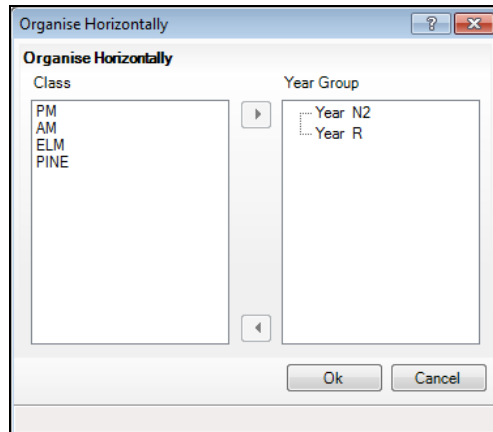 Organise Horizontally
Organise Horizontally
Class
Year Group
PM
AM
ELM
PINE
Year N2
Year R
Ok
Cancel